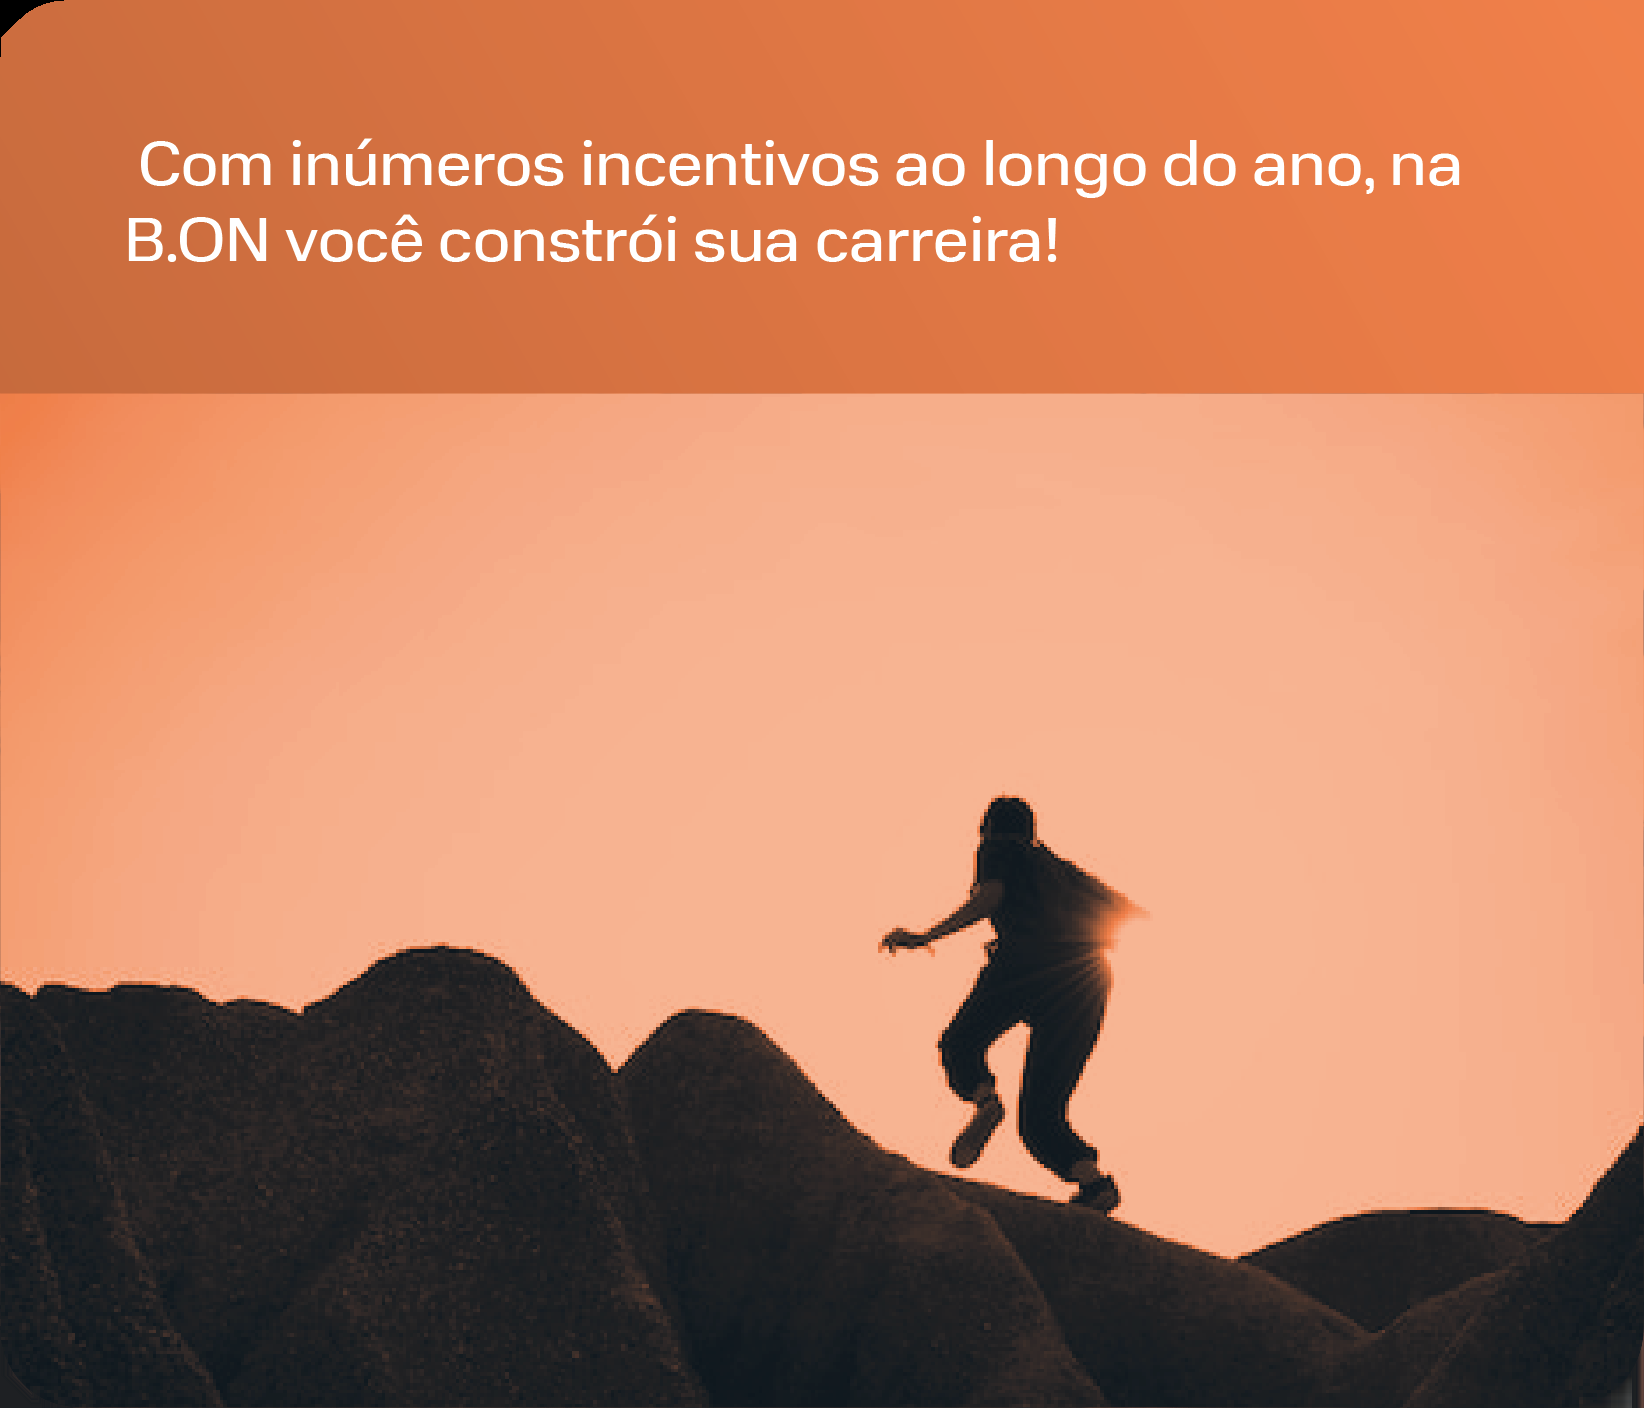 Com inúmeros incentivos ao longo do ano, na
B.ON você constrói sua carreira!